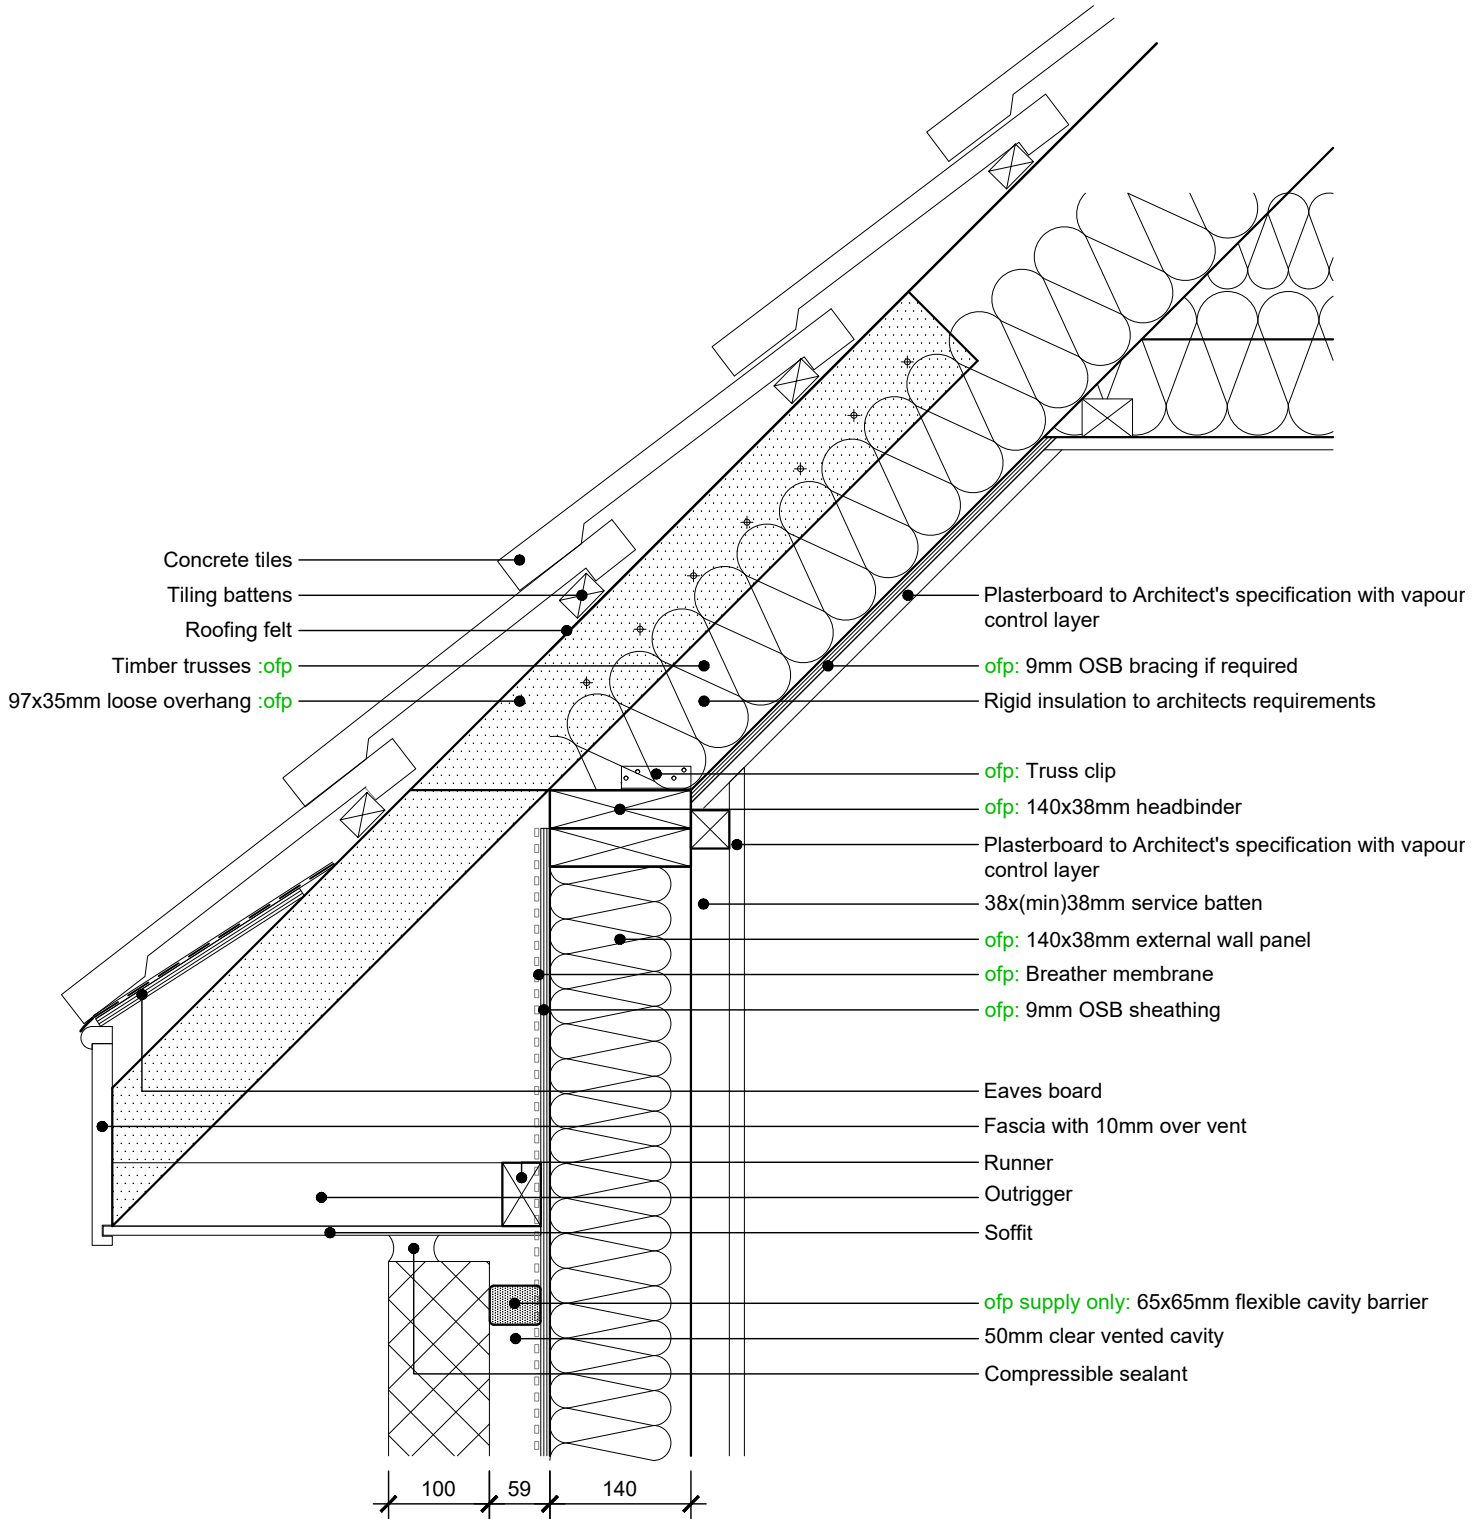 Concrete tiles
Tiling battens
Roofing felt
Timber trusses :ofp
97x35mm loose overhang :ofp
Plasterboard to Architect's specification with vapour
control layer
ofp: 9mm OSB bracing if required
Rigid insulation to architects requirements
ofp: Truss clip
ofp: 140x38mm headbinder
Plasterboard to Architect's specification with vapour
control layer
38x(min)38mm service batten
ofp: 140x38mm external wall panel
ofp: Breather membrane
ofp: 9mm OSB sheathing
Eaves board
Fascia with 10mm over vent
Runner
Outrigger
Soffit
ofp supply only: 65x65mm flexible cavity barrier
50mm clear vented cavity
Compressible sealant
100 59 140